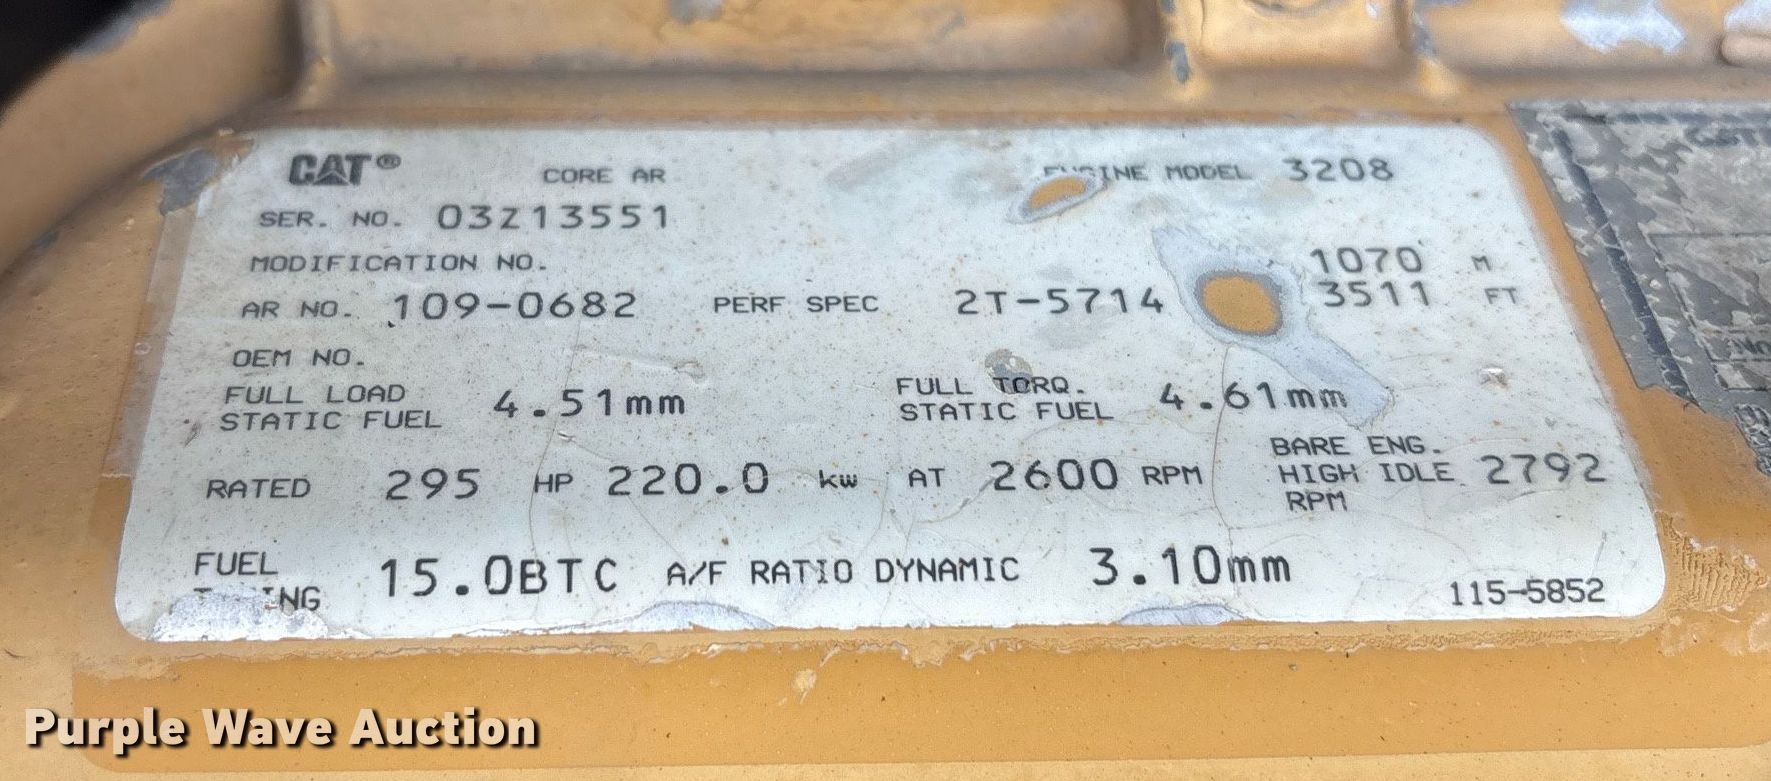 CAT® CORE AR ENGINE MODEL 3208
SER. NO. 03Z13551
MODIFICATION NO. 1070 M
AR NO. 109-0682 PERF SPEC 2T-5714 3511 FT
OEM NO.
FULL LOAD STATIC FUEL 4.51mm FULL TORQ. STATIC FUEL 4.61mm
RATED 295 HP 220.0 kW AT 2600 RPM BARE ENG. HIGH IDLE RPM 2792
FUEL TIMING 15.0BTC A/F RATIO DYNAMIC 3.10mm
115-5852
Purple Wave Auction